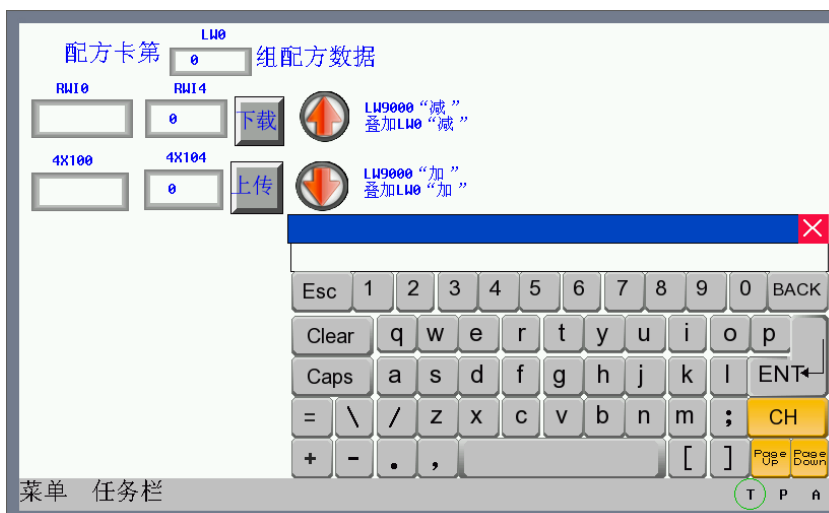 LW0
配方卡第 0 组配方数据
RWI0 RWI4
0 下载
LW9000 “减 ”
叠加LW0 “减 ”
4X100 4X104
0 上传
LW9000 “加 ”
叠加LW0 “加 ”
Esc 1 2 3 4 5 6 7 8 9 0 BACK
Clear q w e r t y u i o p
Caps a s d f g h j k l ENT
= \ / z x c v b n m ; CH
+ - . , [ ] Page Up Page Down
菜单 任务栏 T P A